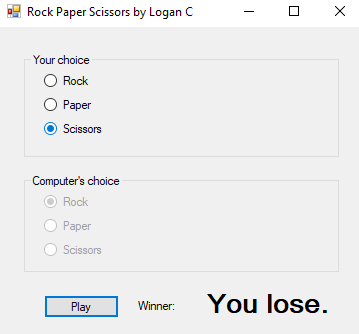 Rock Paper Scissors by Logan C
Your choice
Rock
Paper
Scissors
Computer's choice
Rock
Paper
Scissors
Play Winner: You lose.